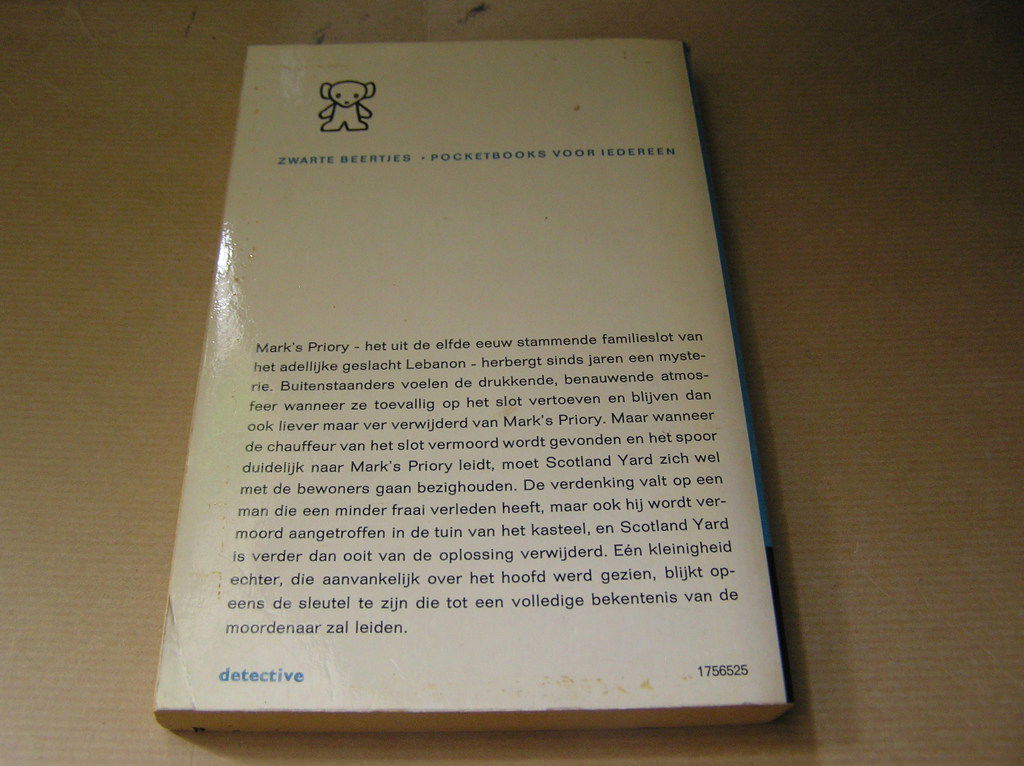 ZWARTE BEERTJES • POCKETBOOKS VOOR IEDEREEN
Mark's Priory - het uit de elfde eeuw stammende familieslot van
het adellijke geslacht Lebanon - herbergt sinds jaren een myste-
rie. Buitenstaanders voelen de drukkende, benauwende atmos-
feer wanneer ze toevallig op het slot vertoeven en blijven dan
ook liever maar ver verwijderd van Mark's Priory. Maar wanneer
de chauffeur van het slot vermoord wordt gevonden en het spoor
duidelijk naar Mark's Priory leidt, moet Scotland Yard zich wel
met de bewoners gaan bezighouden. De verdenking valt op een
man die een minder fraai verleden heeft, maar ook hij wordt ver-
moord aangetroffen in de tuin van het kasteel, en Scotland Yard
is verder dan ooit van de oplossing verwijderd. Eén kleinigheid
echter, die aanvankelijk over het hoofd werd gezien, blijkt op-
eens de sleutel te zijn die tot een volledige bekentenis van de
moordenaar zal leiden.
detective
1756525